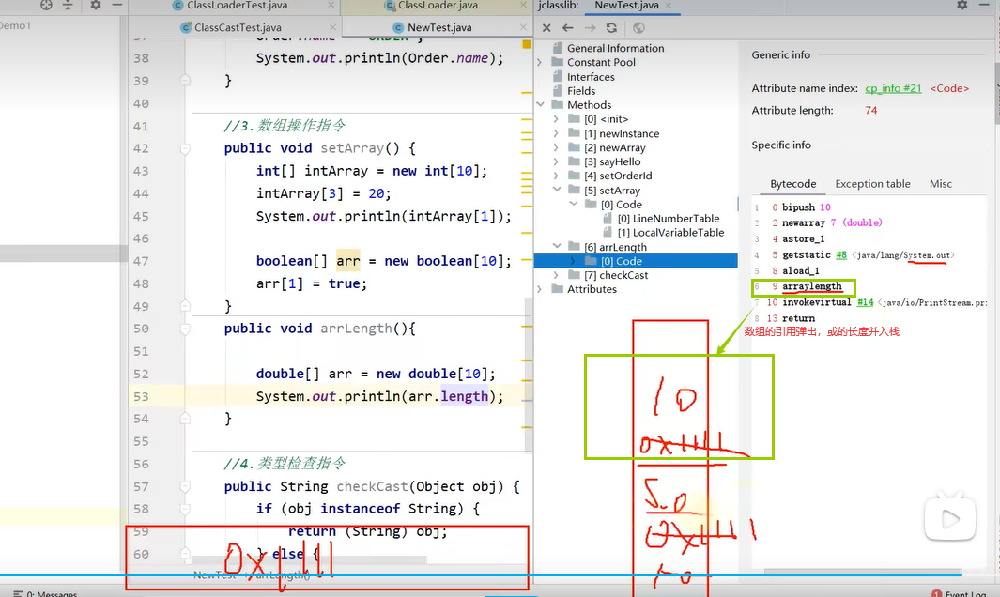 ClassLoaderTest.java
ClassLoader.java
jclasslib:
NewTest.java
Demo1
ClassCastTest.java
NewTest.java
38 System.out.println(Order.name);
39 }
40
41 //3.数组操作指令
42 public void setArray() {
43 int[] intArray = new int[10];
44 intArray[3] = 20;
45 System.out.println(intArray[1]);
46
47 boolean[] arr = new boolean[10];
48 arr[1] = true;
49 }
50 public void arrLength(){
51
52 double[] arr = new double[10];
53 System.out.println(arr.length);
54 }
55
56 //4.类型检查指令
57 public String checkCast(Object obj) {
58 if (obj instanceof String) {
59 return (String) obj;
60 } else {
0x1111
NewTest
arrLength()
0: Messages
General Information
Constant Pool
Interfaces
Fields
Methods
[0] <init>
[1] newInstance
[2] newArray
[3] sayHello
[4] setOrderId
[5] setArray
[0] Code
[0] LineNumberTable
[1] LocalVariableTable
[6] arrLength
[0] Code
[7] checkCast
Attributes
Generic info
Attribute name index: cp_info #21 <Code>
Attribute length: 74
Specific info
Bytecode Exception table Misc
1 0 bipush 10
2 2 newarray 7 (double)
3 4 astore_1
4 5 getstatic #8 <java/lang/System.out>
5 8 aload_1
6 9 arraylength
7 10 invokevirtual #14 <java/io/PrintStream.pri
8 13 return
数组的引用弹出，或的长度并入栈
10
0x1111
S.o
0x1111
10
1 Event Log